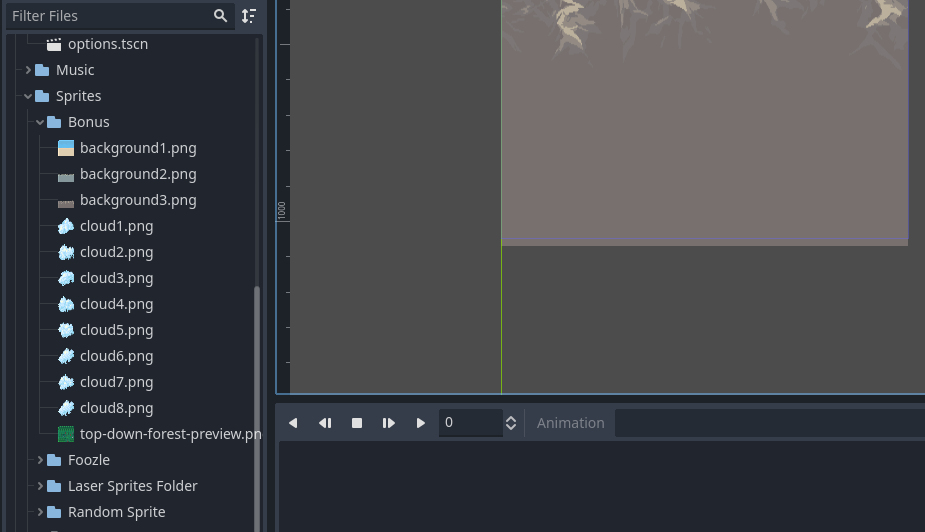 Filter Files
options.tscn
Music
Sprites
Bonus
background1.png
background2.png
background3.png
cloud1.png
cloud2.png
cloud3.png
cloud4.png
cloud5.png
cloud6.png
cloud7.png
cloud8.png
top-down-forest-preview.pn
Foozle
Laser Sprites Folder
Random Sprite
1000
0
Animation